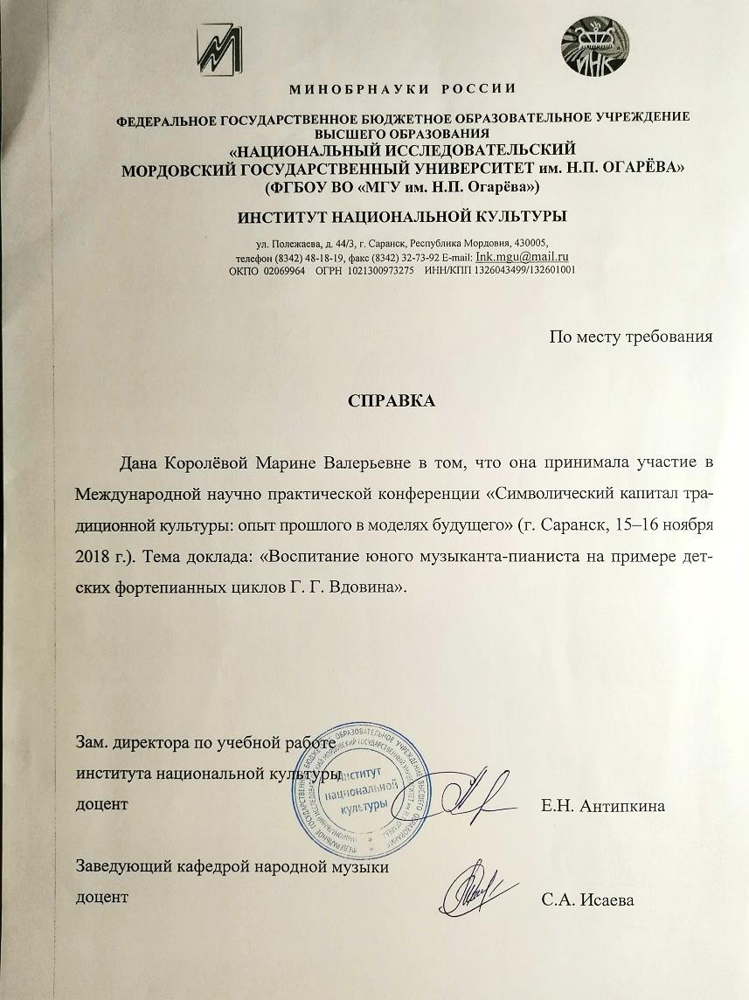 ИНК
МИНОБРНАУКИ РОССИИ
ФЕДЕРАЛЬНОЕ ГОСУДАРСТВЕННОЕ БЮДЖЕТНОЕ ОБРАЗОВАТЕЛЬНОЕ УЧРЕЖДЕНИЕ
ВЫСШЕГО ОБРАЗОВАНИЯ
«НАЦИОНАЛЬНЫЙ ИССЛЕДОВАТЕЛЬСКИЙ
МОРДОВСКИЙ ГОСУДАРСТВЕННЫЙ УНИВЕРСИТЕТ им. Н.П. ОГАРЁВА»
(ФГБОУ ВО «МГУ им. Н.П. Огарёва»)
ИНСТИТУТ НАЦИОНАЛЬНОЙ КУЛЬТУРЫ
ул. Полежаева, д. 44/3, г. Саранск, Республика Мордовия, 430005,
телефон (8342) 48-18-19, факс (8342) 32-73-92 E-mail: Ink.mgu@mail.ru
ОКПО 02069964 ОГРН 1021300973275 ИНН/КПП 1326043499/132601001
По месту требования
СПРАВКА
Дана Королёвой Марине Валерьевне в том, что она принимала участие в
Международной научно практической конференции «Символический капитал тра-
диционной культуры: опыт прошлого в моделях будущего» (г. Саранск, 15–16 ноября
2018 г.). Тема доклада: «Воспитание юного музыканта-пианиста на примере дет-
ских фортепианных циклов Г. Г. Вдовина».
Зам. директора по учебной работе
института национальной культуры
доцент
Е.Н. Антипкина
Институт
национальной
культуры
Заведующий кафедрой народной музыки
доцент
С.А. Исаева